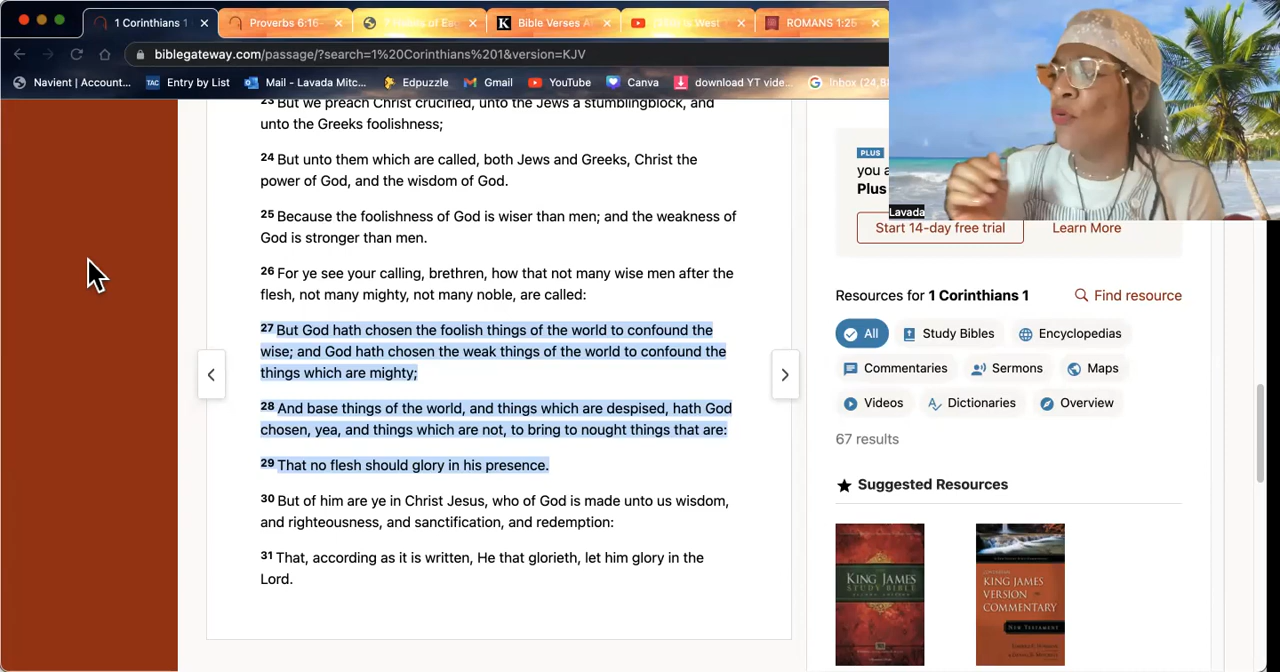 1 Corinthians 1
Proverbs 6:16-
Bible Verses A
ROMANS 1:25
biblegateway.com/passage/?search=1%20Corinthians%201&version=KJV
Navient | Account...
TAC Entry by List
Mail - Lavada Mitc...
Edpuzzle
Gmail
YouTube
Canva
download YT vide...
Inbox (24,8
23 But we preach Christ crucified, unto the Jews a stumblingblock, and
unto the Greeks foolishness;
24 But unto them which are called, both Jews and Greeks, Christ the
power of God, and the wisdom of God.
25 Because the foolishness of God is wiser than men; and the weakness of
God is stronger than men.
26 For ye see your calling, brethren, how that not many wise men after the
flesh, not many mighty, not many noble, are called:
27 But God hath chosen the foolish things of the world to confound the
wise; and God hath chosen the weak things of the world to confound the
things which are mighty;
28 And base things of the world, and things which are despised, hath God
chosen, yea, and things which are not, to bring to nought things that are:
29 That no flesh should glory in his presence.
30 But of him are ye in Christ Jesus, who of God is made unto us wisdom,
and righteousness, and sanctification, and redemption:
31 That, according as it is written, He that glorieth, let him glory in the
Lord.
PLUS
you a
Plus
Lavada
Start 14-day free trial
Learn More
Resources for 1 Corinthians 1
Find resource
All
Study Bibles
Encyclopedias
Commentaries
Sermons
Maps
Videos
Dictionaries
Overview
67 results
Suggested Resources
KING JAMES
STUDY BIBLE
KING JAMES
VERSION
COMMENTARY
NEW TESTAMENT